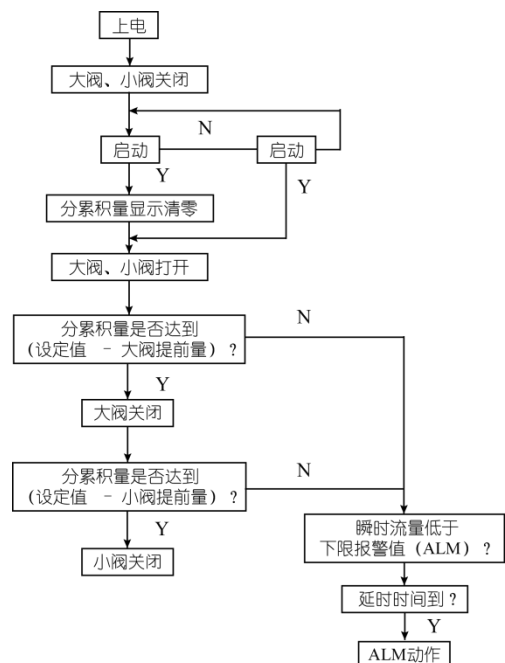 上电
大阀、小阀关闭
N
启动
启动
Y
Y
分累积量显示清零
大阀、小阀打开
分累积量是否达到
(设定值 - 大阀提前量) ?
N
Y
大阀关闭
分累积量是否达到
(设定值 - 小阀提前量) ?
N
Y
小阀关闭
瞬时流量低于
下限报警值 (ALM) ?
延时时间到 ?
Y
ALM动作